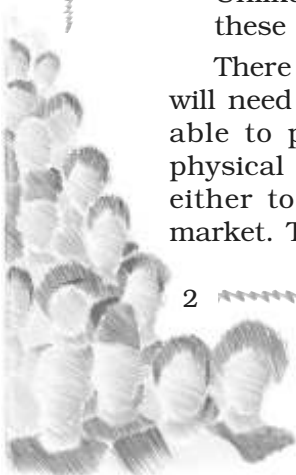 these
There
will need
able to p
physical
either to
market. T
2